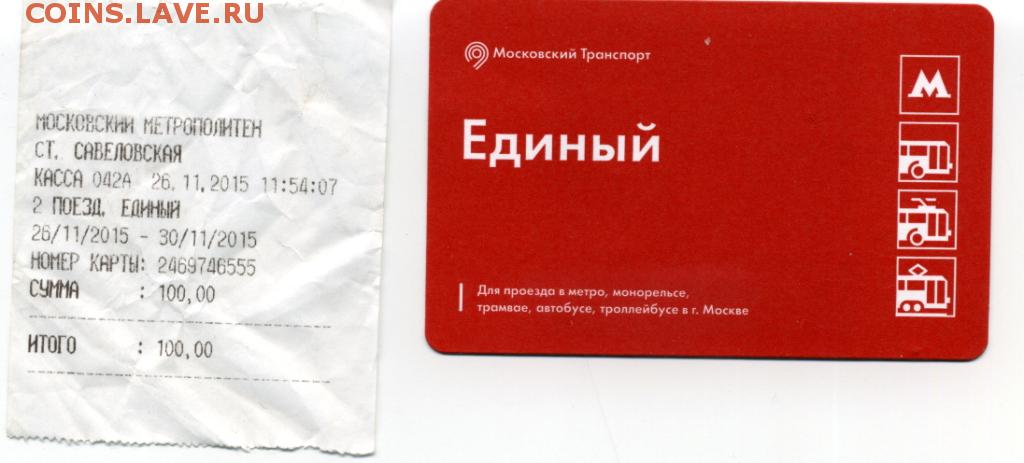 COINS.LAVE.RU
МОСКОВСКИЙ МЕТРОПОЛИТЕН
СТ. САВЕЛОВСКАЯ
КАССА 042А 26.11.2015 11:54:07
2 ПОЕЗД. ЕДИНЫЙ
26/11/2015 - 30/11/2015
НОМЕР КАРТЫ: 2469746555
СУММА : 100,00
ИТОГО : 100,00
Московский Транспорт
М
Единый
Для проезда в метро, монорельсе,
трамвае, автобусе, троллейбусе в г. Москве